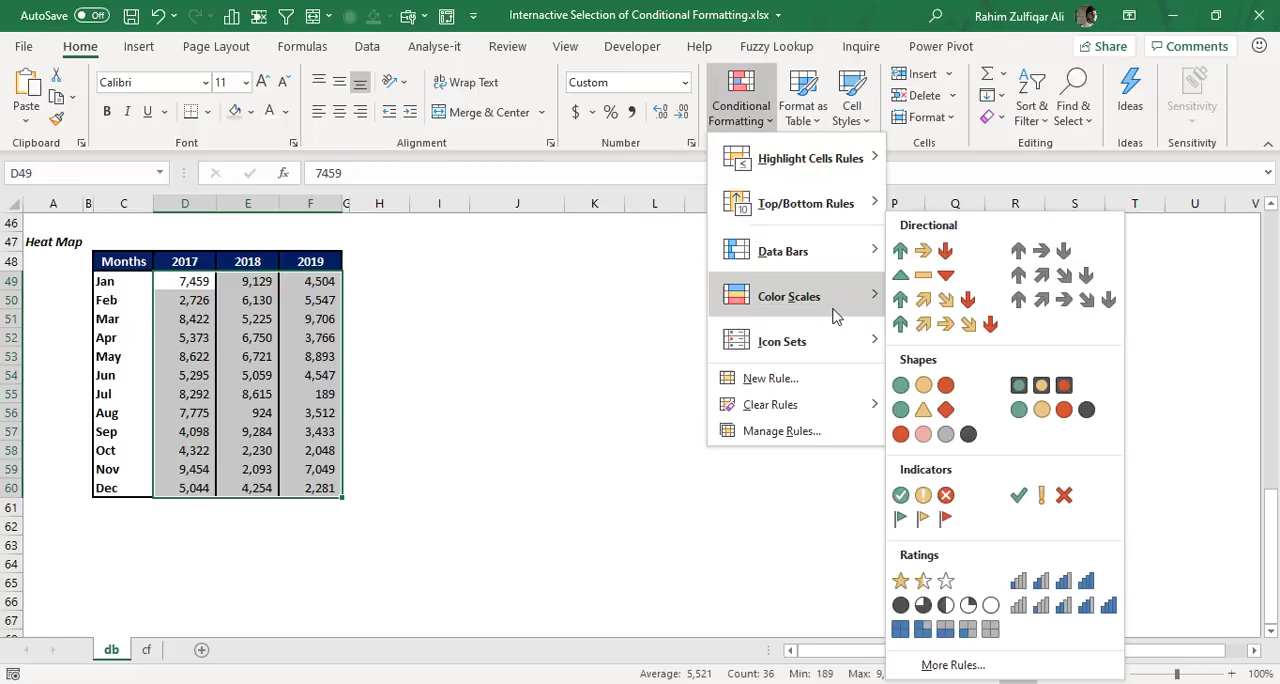 AutoSave Off Internactive Selection of Conditional Formatting.xlsx Rahim Zulfiqar Ali
File Home Insert Page Layout Formulas Data Analyse-it Review View Developer Help Fuzzy Lookup Inquire Power Pivot Share Comments
Paste Calibri 11 Wrap Text Custom Conditional Formatting Format as Table Cell Styles Insert Sort & Filter Find & Select Ideas Sensitivity
B I U Merge & Center $ % Delete
Format
Clipboard Font Alignment Number Cells Editing Ideas Sensitivity
D49 fx 7459
A B C D E F G H I J K L P Q R S T U V
46
47 Heat Map
48 Months 2017 2018 2019
49 Jan 7,459 9,129 4,504
50 Feb 2,726 6,130 5,547
51 Mar 8,422 5,225 9,706
52 Apr 5,373 6,750 3,766
53 May 8,622 6,721 8,893
54 Jun 5,295 5,059 4,547
55 Jul 8,292 8,615 189
56 Aug 7,775 924 3,512
57 Sep 4,098 9,284 3,433
58 Oct 4,322 2,230 2,048
59 Nov 9,454 2,093 7,049
60 Dec 5,044 4,254 2,281
61
62
63
64
65
66
67
Highlight Cells Rules
Top/Bottom Rules
10
Data Bars
Color Scales
Icon Sets
New Rule...
Clear Rules
Manage Rules...
Directional
Shapes
Indicators
Ratings
More Rules...
db cf
Average: 5,521 Count: 36 Min: 189 Max: 9, 100%